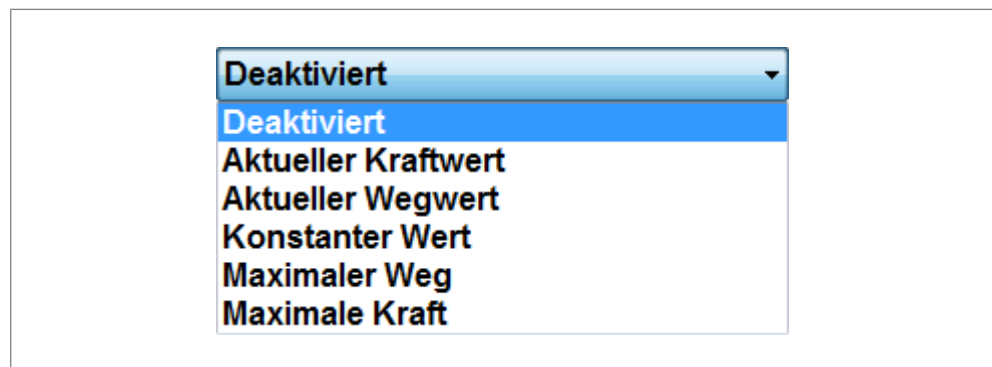 Deaktiviert
Deaktiviert
Aktueller Kraftwert
Aktueller Wegwert
Konstanter Wert
Maximaler Weg
Maximale Kraft